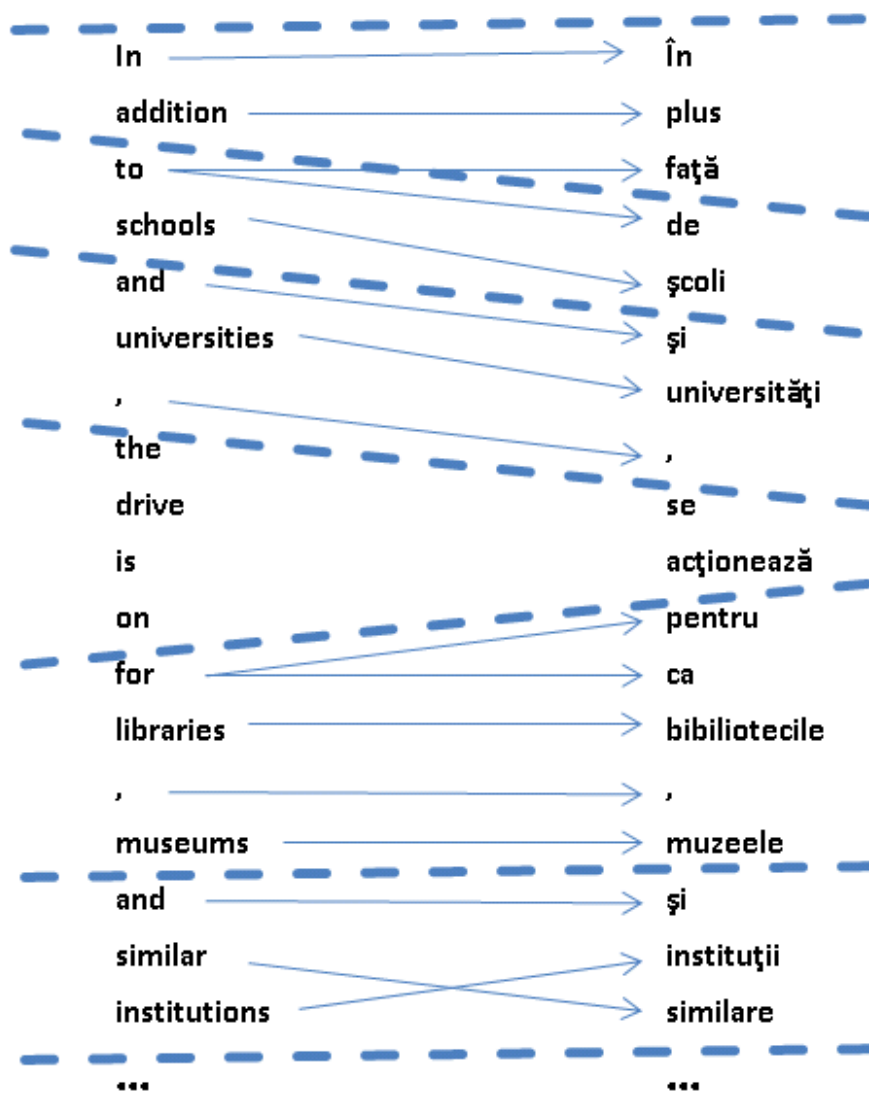 In În
addition plus
to faţă
schools de
and şcoli
universities şi
, universităţi
the ,
drive se
is acţionează
on pentru
for ca
libraries bibiliotecile
, ,
museums muzeele
and şi
similar instituţii
institutions similare
... ...